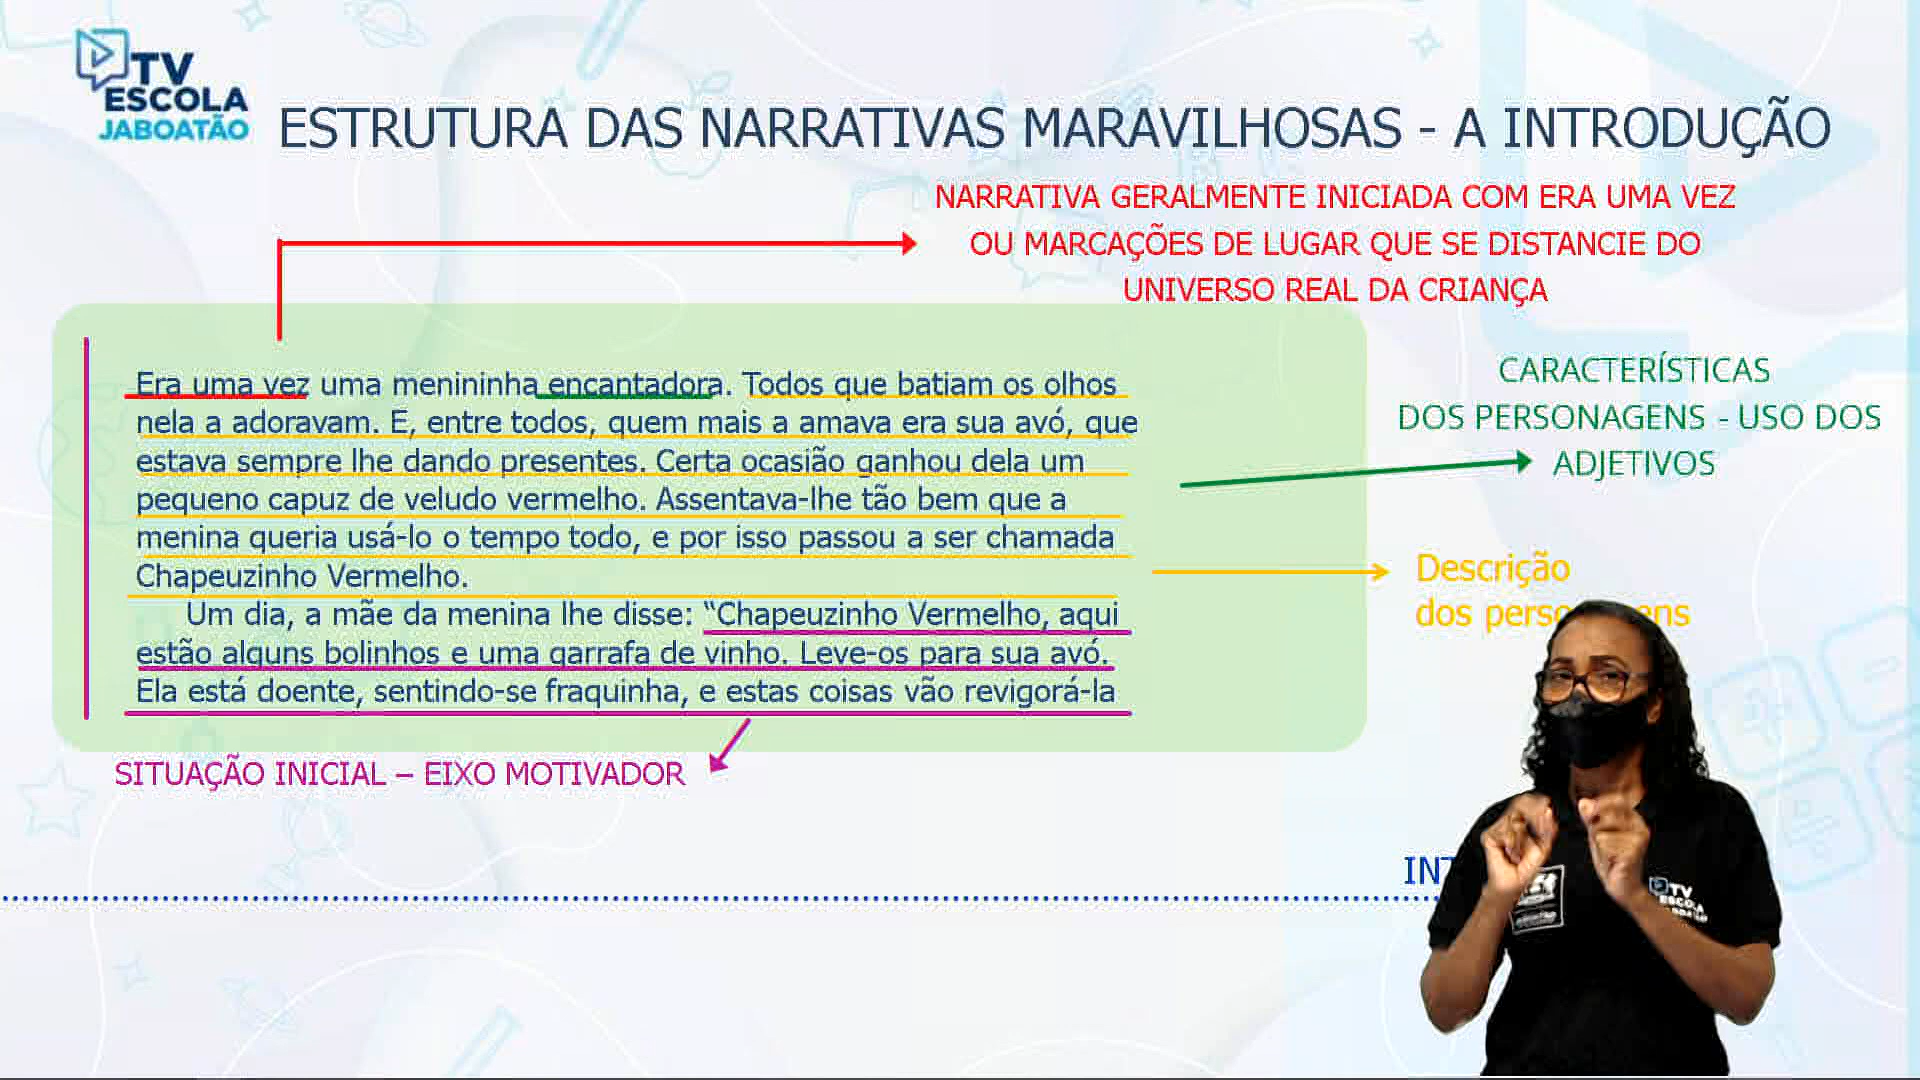 TV
ESCOLA
JABOATÃO
ESTRUTURA DAS NARRATIVAS MARAVILHOSAS - A INTRODUÇÃO
NARRATIVA GERALMENTE INICIADA COM ERA UMA VEZ
OU MARCAÇÕES DE LUGAR QUE SE DISTANCIE DO
UNIVERSO REAL DA CRIANÇA
Era uma vez uma menininha encantadora. Todos que batiam os olhos
nela a adoravam. E, entre todos, quem mais a amava era sua avó, que
estava sempre lhe dando presentes. Certa ocasião ganhou dela um
pequeno capuz de veludo vermelho. Assentava-lhe tão bem que a
menina queria usá-lo o tempo todo, e por isso passou a ser chamada
Chapeuzinho Vermelho.
Um dia, a mãe da menina lhe disse: “Chapeuzinho Vermelho, aqui
estão alguns bolinhos e uma garrafa de vinho. Leve-os para sua avó.
Ela está doente, sentindo-se fraquinha, e estas coisas vão revigorá-la
CARACTERÍSTICAS
DOS PERSONAGENS - USO DOS
ADJETIVOS
Descrição
dos
SITUAÇÃO INICIAL – EIXO MOTIVADOR
TV
ESCOLA